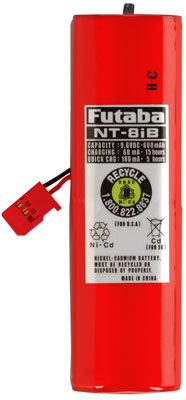 H C
Futaba
NT-8iB
CAPACITY : 9.6VDC-600mAh
CHARGING : 60 mA- 15 hours
QUICK CHG: 180 mA- 5 hours
RECYCLE
RBRC
1.800.822.8837
Ni-Cd
Cd
(FOR U.S.A)
(FOR EU)
NICKEL-CADMIUM BATTERY.
MUST BE RECYCLED OR
DISPOSED OF PROPERLY.
MADE IN CHINA